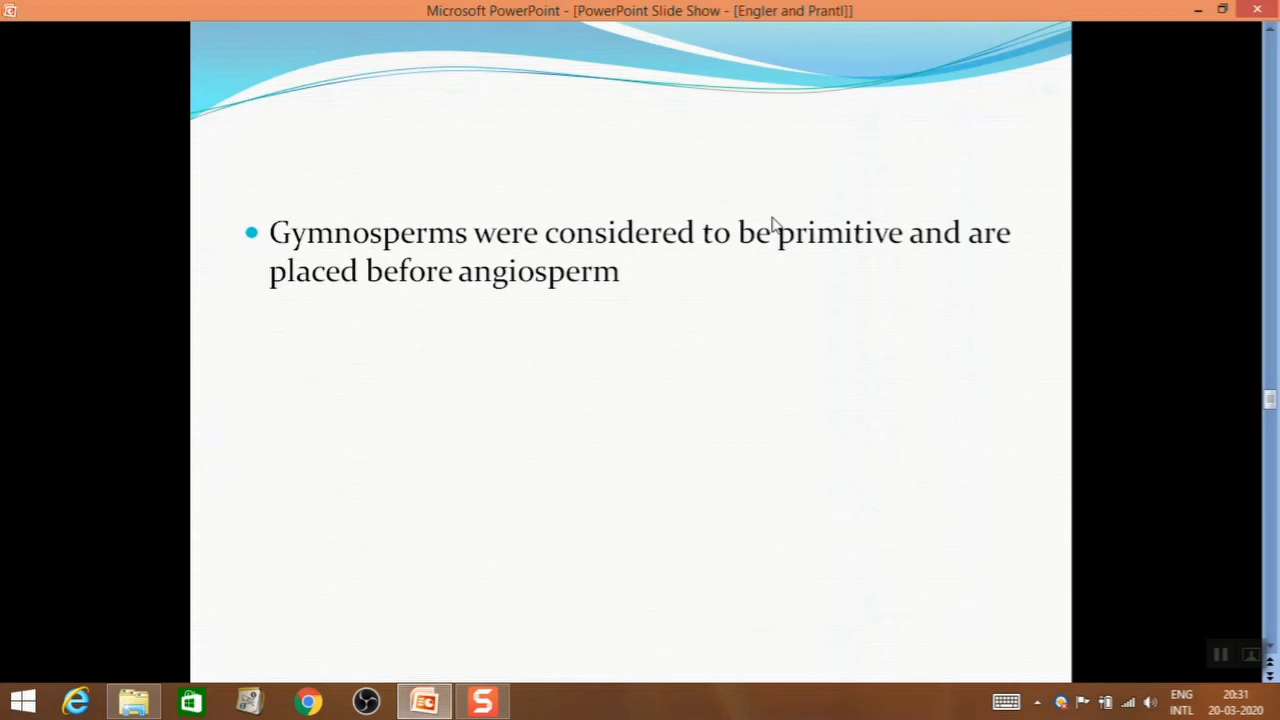 Microsoft PowerPoint - [PowerPoint Slide Show - [Engler and Prantl]]
Gymnosperms were considered to be primitive and are
placed before angiosperm
ENG 20:31
INTL 20-03-2020